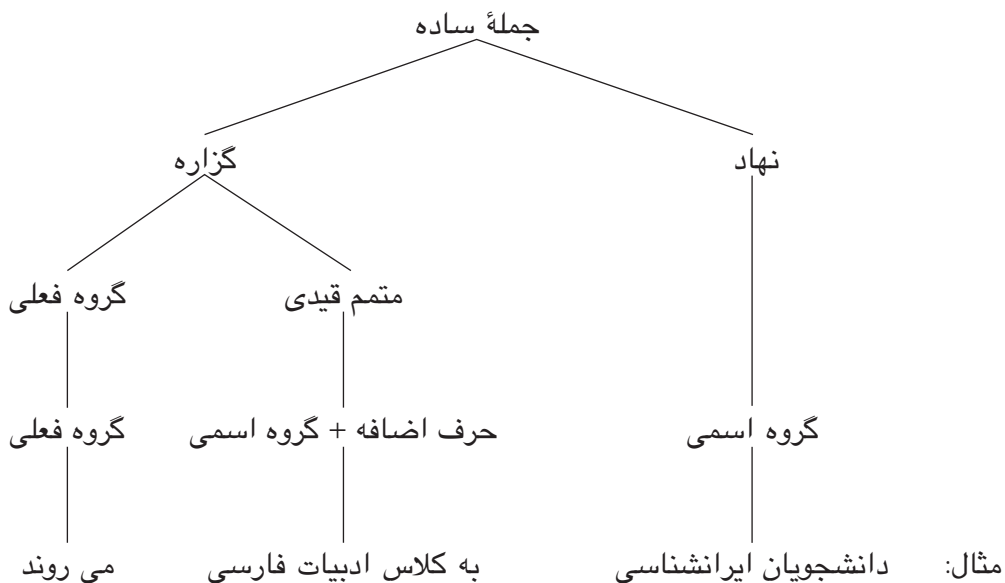 جملهٔ ساده
نهاد گزاره
متمم قیدی گروه فعلی
گروه اسمی حرف اضافه + گروه اسمی گروه فعلی
مثال: دانشجویان ایرانشناسی به کلاس ادبیات فارسی می روند